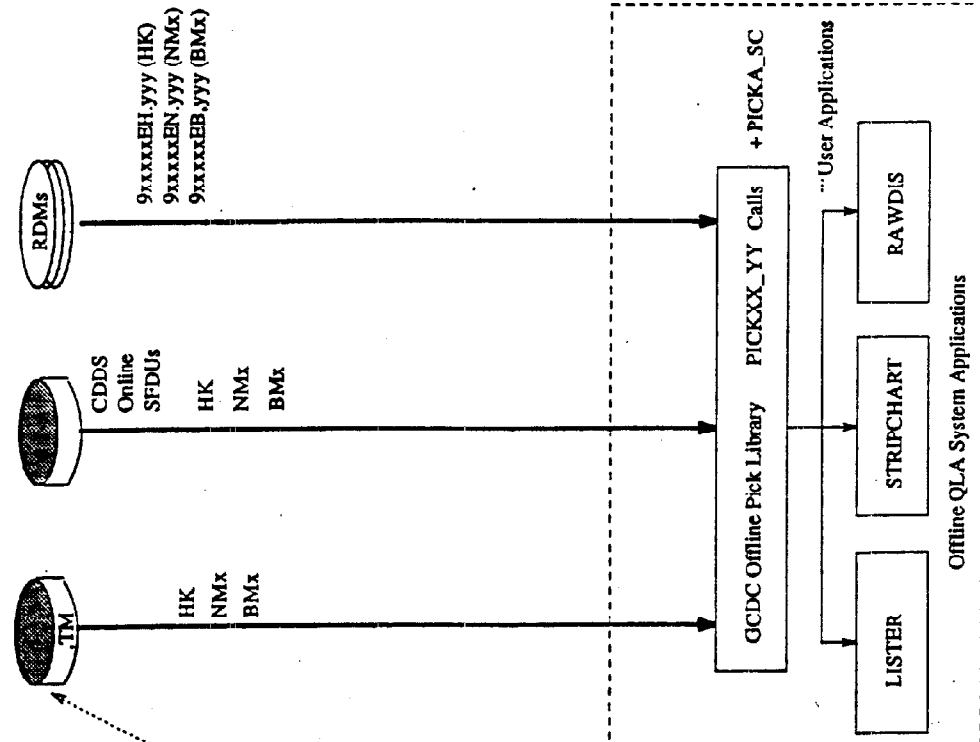 RDMs
9xxxxxEH.yyy (HK)
9xxxxxEN.yyy (NMx)
9xxxxxEB.yyy (BMx)
CDDS
Online
SFDUs
HK
NMx
BMx
.TM
HK
NMx
BMx
GCDC Offline Pick Library PICKXX_YY Calls + PICKA_SC
...User Applications
LISTER
STRIPCHART
RAWDIS
Offline QLA System Applications